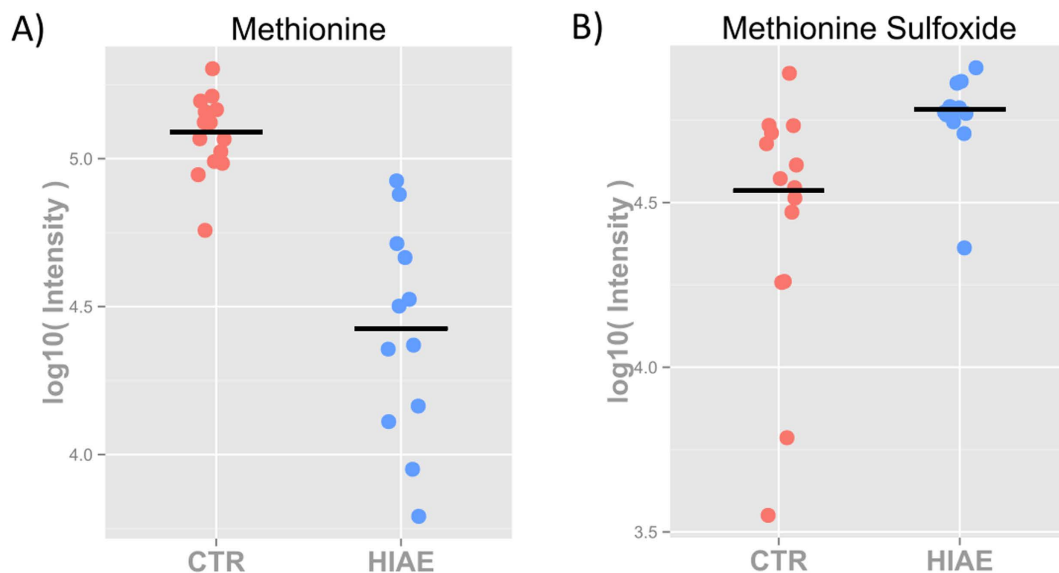 A)
Methionine
log10( Intensity )
5.0
4.5
4.0
CTR
HIAE
B)
Methionine Sulfoxide
log10( Intensity )
4.5
4.0
3.5
CTR
HIAE